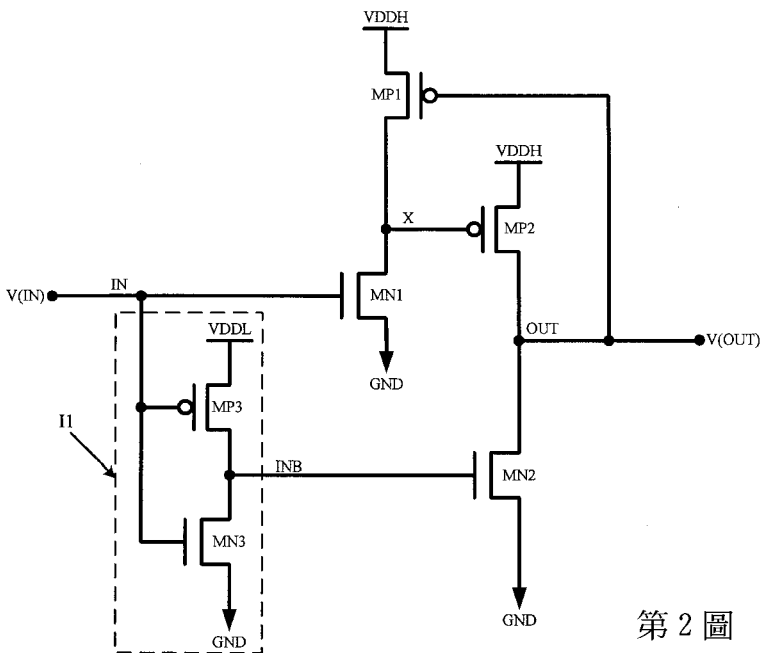 VDDH
MP1
VDDH
X
MP2
IN
V(IN)
MN1
OUT
V(OUT)
VDDL
GND
MP3
I1
INB
MN2
MN3
GND
GND
第2圖